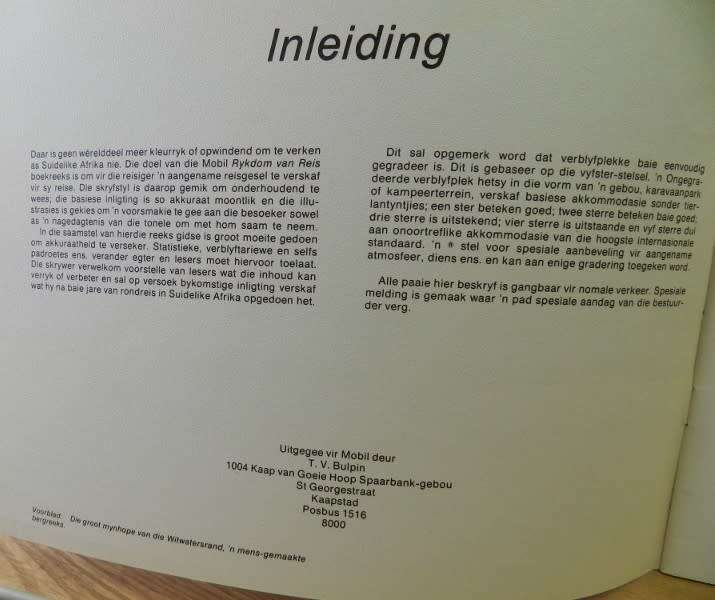 Inleiding
Daar is geen wêrelddeel meer kleurryk of opwindend om te verken
as Suidelike Afrika nie. Die doel van die Mobil Rykdom van Reis
boekreeks is om vir die reisiger 'n aangename reisgesel te verskaf
vir sy reise. Die skryfstyl is daarop gemik om onderhoudend te
wees; die basiese inligting is so akkuraat moontlik en die illu-
strasies is gekies om 'n voorsmakie te gee aan die besoeker sowel
as 'n nagedagtenis van die tonele om met hom saam te neem.
In die saamstel van hierdie reeks gidse is groot moeite gedoen
om akkuraatheid te verseker. Statistieke, verblyftariewe en selfs
padroetes ens. verander egter en lesers moet hiervoor toelaat.
Die skrywer verwelkom voorstelle van lesers wat die inhoud kan
verryk of verbeter en sal op versoek bykomstige inligting verskaf
wat hy na baie jare van rondreis in Suidelike Afrika opgedoen het.
Dit sal opgemerk word dat verblyfplekke baie eenvoudig
gegradeer is. Dit is gebaseer op die vyfster-stelsel. 'n Ongegra-
deerde verblyfplek hetsy in die vorm van 'n gebou, karavaanpark
of kampeerterrein, verskaf basiese akkommodasie sonder tier-
lantyntjies; een ster beteken goed; twee sterre beteken baie goed;
drie sterre is uitstekend; vier sterre is uitstaande en vyf sterre dui
aan onoortreflike akkommodasie van die hoogste internasionale
standaard. 'n ® stel voor spesiale aanbeveling vir aangename
atmosfeer, diens ens. en kan aan enige gradering toegeken word.
Alle paaie hier beskryf is gangbaar vir nomale verkeer. Spesiale
melding is gemaak waar 'n pad spesiale aandag van die bestuur-
der verg.
Uitgegee vir Mobil deur
T. V. Bulpin
1004 Kaap van Goeie Hoop Spaarbank-gebou
St Georgestraat
Kaapstad
Posbus 1516
8000
Voorblad: Die groot mynhope van die Witwatersrand, 'n mens-gemaakte
bergreeks.